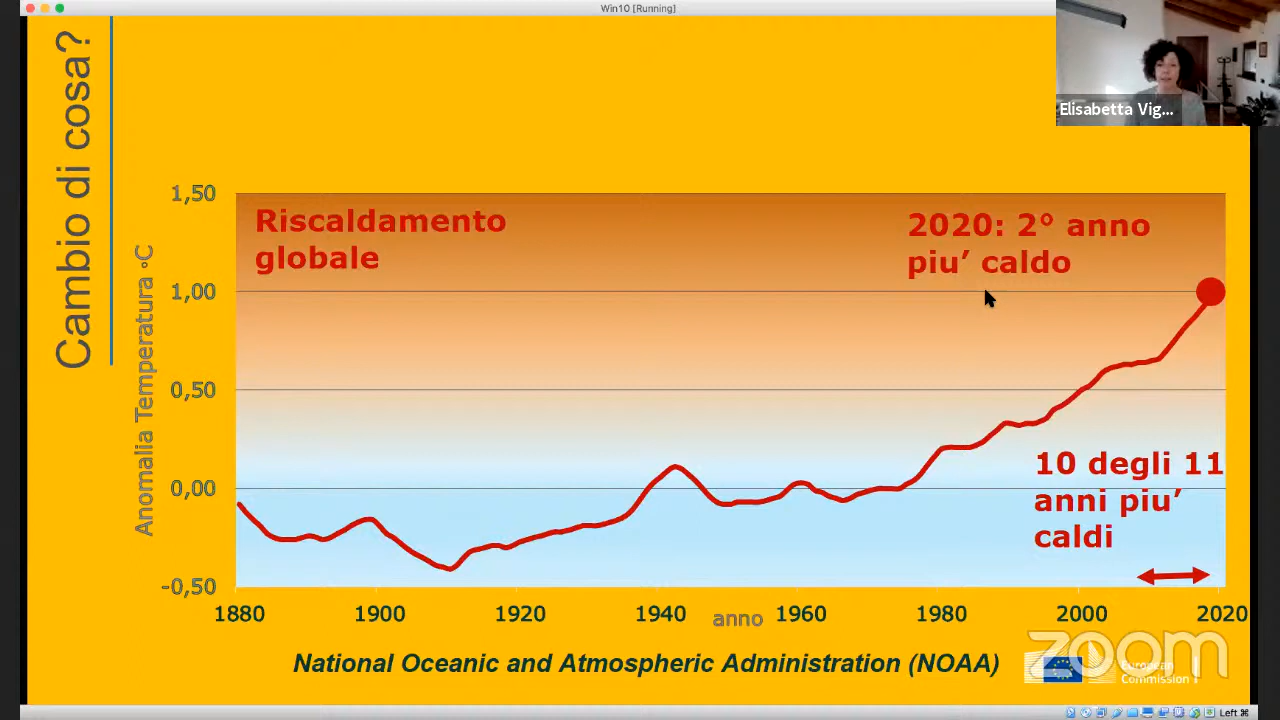 Win10 [Running]
Elisabetta Vig...
Cambio di cosa?
Riscaldamento
globale
2020: 2° anno
piu’ caldo
1,50
1,00
0,50
0,00
-0,50
Anomalia Temperatura °C
10 degli 11
anni piu’
caldi
1880
1900
1920
1940
1960
1980
2000
2020
anno
National Oceanic and Atmospheric Administration (NOAA)
zoom
European
Commission
Left ⌘